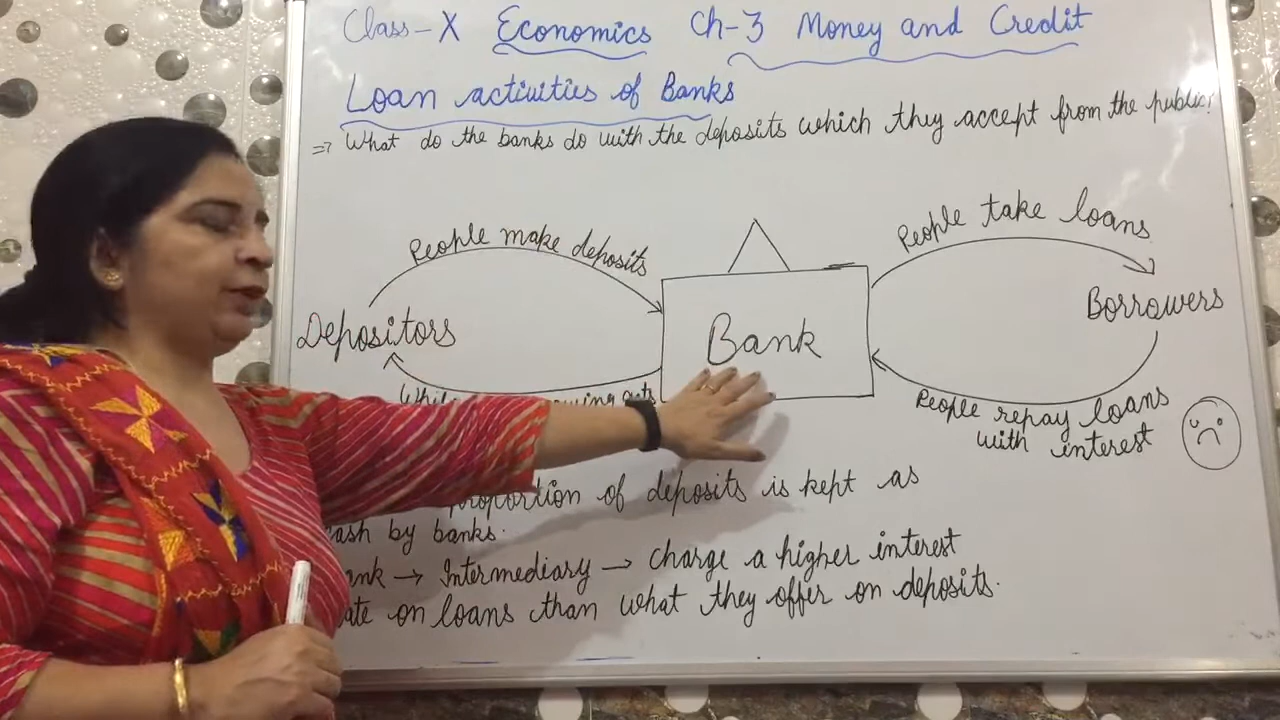 Class-X Economics Ch-3 Money and Credit
Loan activities of Banks
⇒ What do the banks do with the deposits which they accept from the public?
People make deposits
People take loans
Depositors
Bank
Borrowers
People repay loans
with interest
proportion of deposits is kept as
cash by banks.
Bank → Intermediary → charge a higher interest
rate on loans than what they offer on deposits.